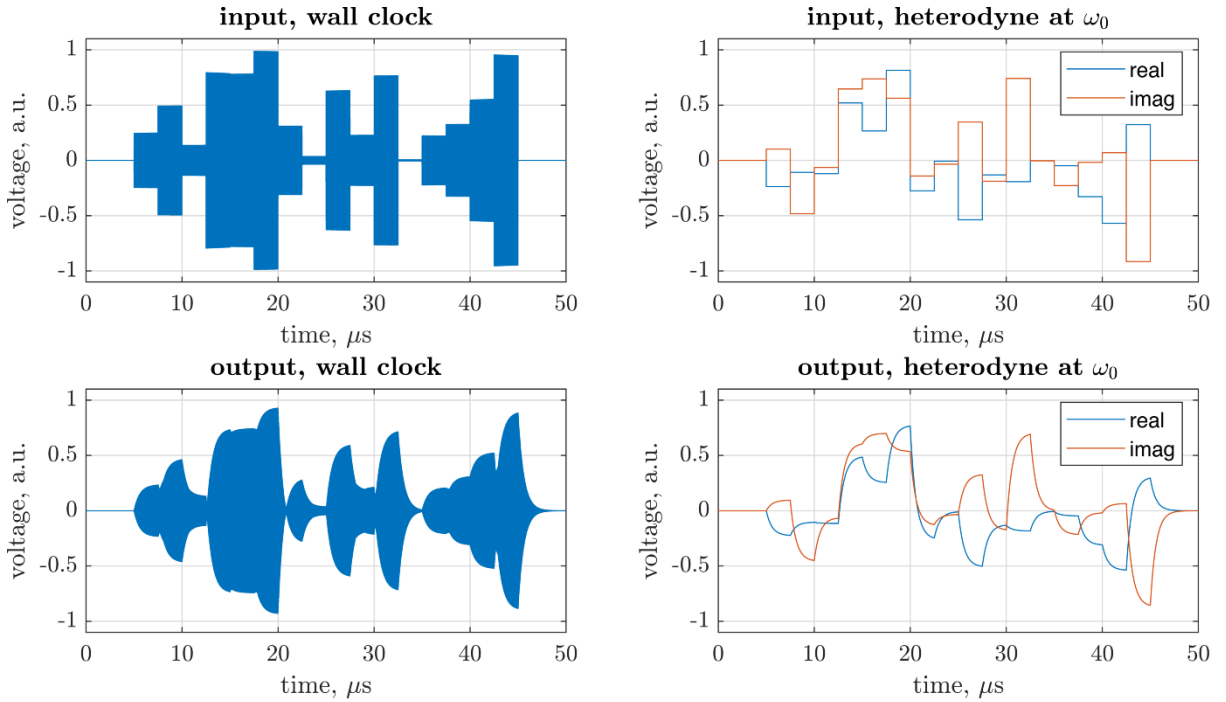 input, wall clock
voltage, a.u.
1
0.5
0
-0.5
-1
0 10 20 30 40 50
time, μs
input, heterodyne at ω₀
voltage, a.u.
1
0.5
0
-0.5
-1
real
imag
0 10 20 30 40 50
time, μs
output, wall clock
voltage, a.u.
1
0.5
0
-0.5
-1
0 10 20 30 40 50
time, μs
output, heterodyne at ω₀
voltage, a.u.
1
0.5
0
-0.5
-1
real
imag
0 10 20 30 40 50
time, μs